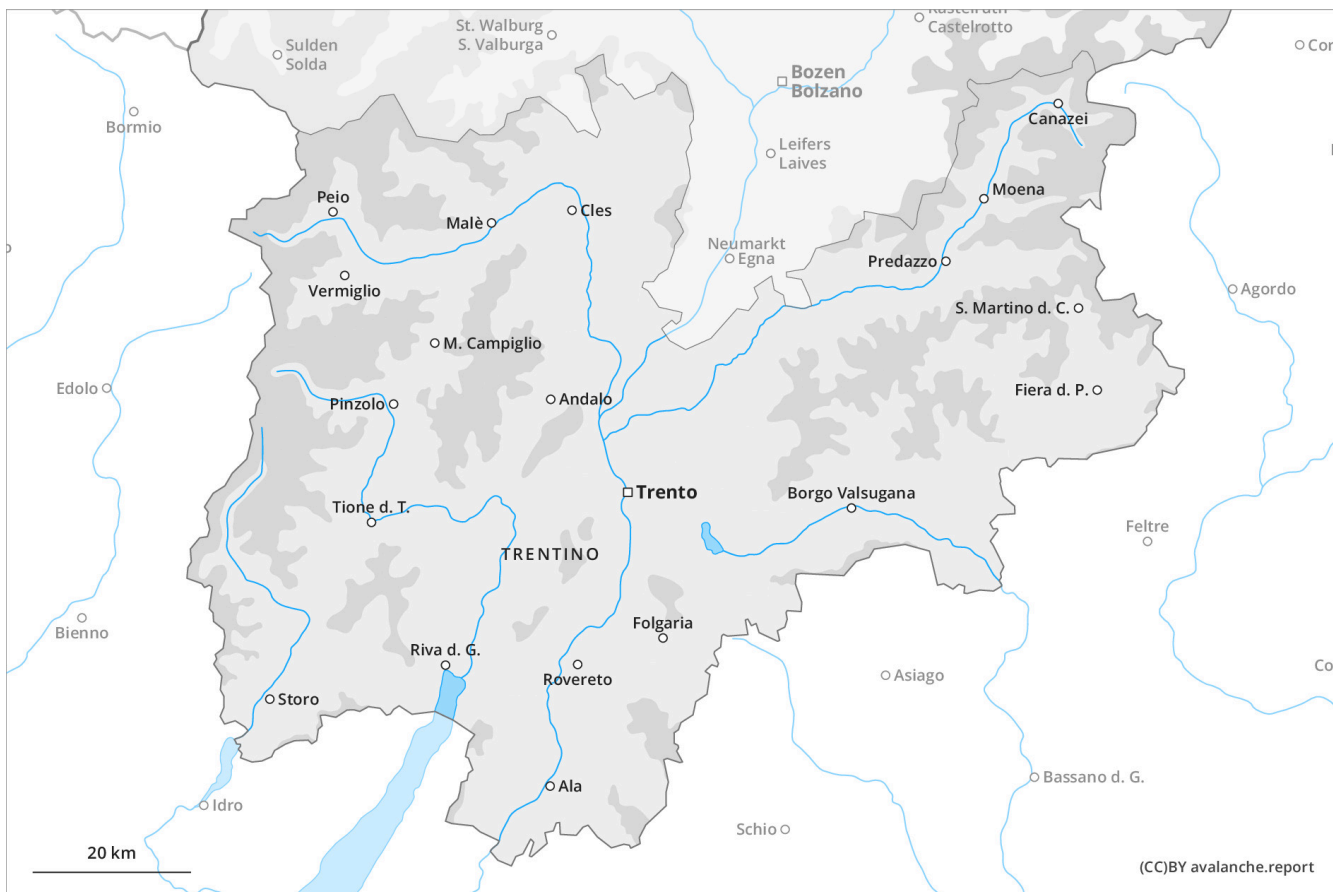 Kastelruth
Castelrotto
St. Walburg
S. Valburga
Sulden
Solda
Cor
Bozen
Bolzano
Bormio
Canazei
Leifers
Laives
Peio
Malè
Cles
Moena
Neumarkt
Egna
Predazzo
Vermiglio
Agordo
S. Martino d. C.
M. Campiglio
Edolo
Andalo
Fiera d. P.
Pinzolo
Trento
Borgo Valsugana
Tione d. T.
Feltre
TRENTINO
Bienno
Folgaria
Riva d. G.
Rovereto
Asiago
Co
Storo
Bassano d. G.
Ala
Idro
Schio
20 km
(CC)BY avalanche.report